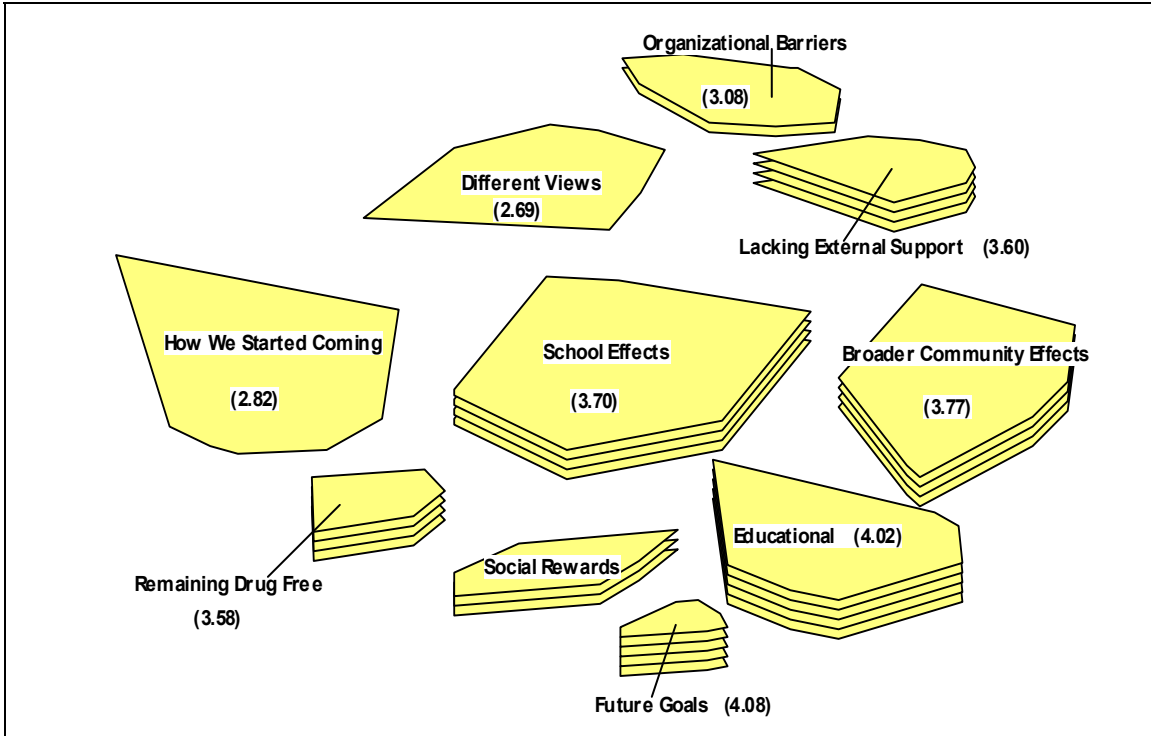 Organizational Barriers
(3.08)
Different Views
(2.69)
Lacking External Support (3.60)
How We Started Coming
(2.82)
School Effects
(3.70)
Broader Community Effects
(3.77)
Educational (4.02)
Social Rewards
Remaining Drug Free
(3.58)
Future Goals (4.08)